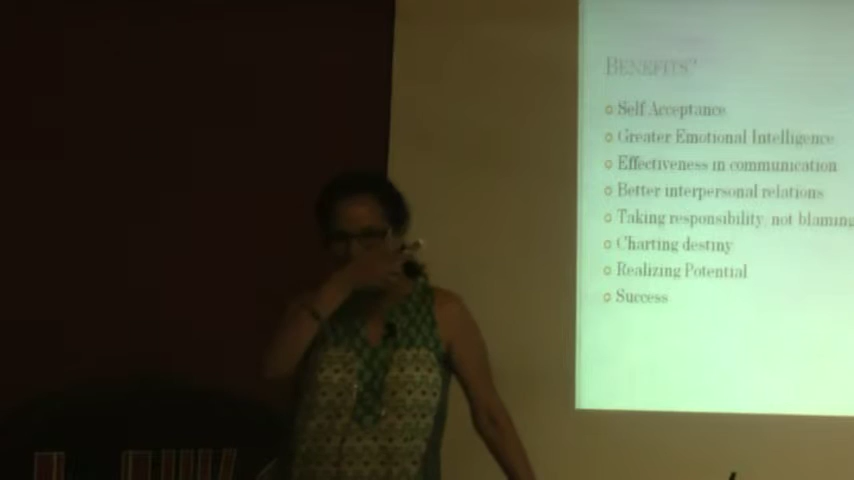 BENEFITS?
Self Acceptance
Greater Emotional Intelligence
Effectiveness in communication
Better interpersonal relations
Taking responsibility, not blaming
Charting destiny
Realizing Potential
Success